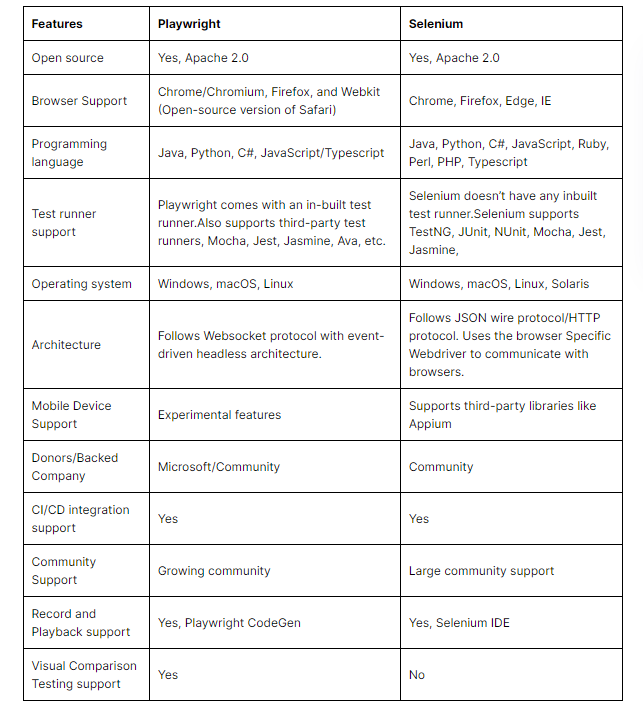 Features Playwright Selenium
Open source Yes, Apache 2.0 Yes, Apache 2.0
Browser Support
Chrome/Chromium, Firefox, and Webkit
(Open-source version of Safari)
Chrome, Firefox, Edge, IE
Programming
language
Java, Python, C#, JavaScript/Typescript
Java, Python, C#, JavaScript, Ruby,
Perl, PHP, Typescript
Test runner
support
Playwright comes with an in-built test
runner.Also supports third-party test
runners, Mocha, Jest, Jasmine, Ava, etc.
Selenium doesn’t have any inbuilt
test runner.Selenium supports
TestNG, JUnit, NUnit, Mocha, Jest,
Jasmine,
Operating system Windows, macOS, Linux Windows, macOS, Linux, Solaris
Architecture
Follows Websocket protocol with event-
driven headless architecture.
Follows JSON wire protocol/HTTP
protocol. Uses the browser Specific
Webdriver to communicate with
browsers.
Mobile Device
Support
Experimental features
Supports third-party libraries like
Appium
Donors/Backed
Company
Microsoft/Community
Community
CI/CD integration
support
Yes
Yes
Community
Support
Growing community
Large community support
Record and
Playback support
Yes, Playwright CodeGen
Yes, Selenium IDE
Visual Comparison
Testing support
Yes
No